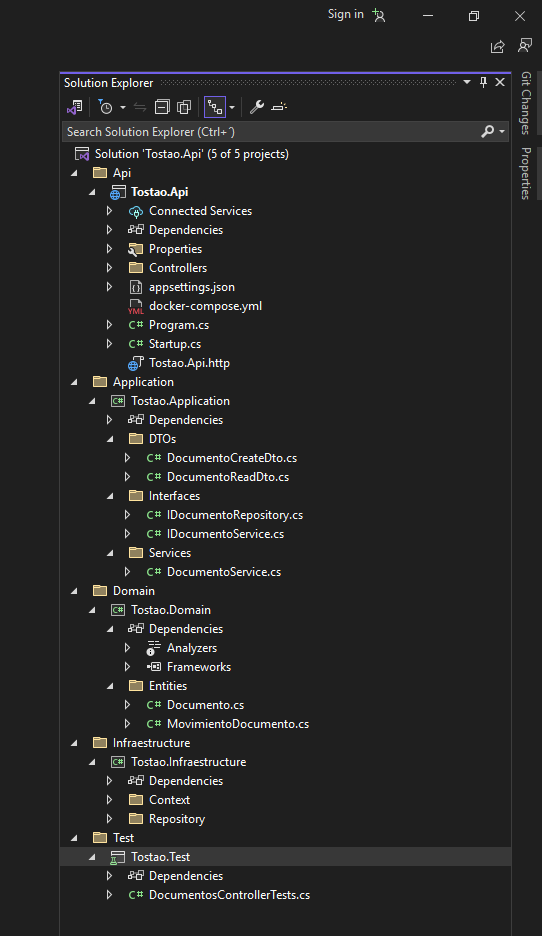 Sign in
Git Changes
Properties
Solution Explorer
Search Solution Explorer (Ctrl+´)
Solution 'Tostao.Api' (5 of 5 projects)
Api
Tostao.Api
Connected Services
Dependencies
Properties
Controllers
appsettings.json
YML docker-compose.yml
C# Program.cs
C# Startup.cs
Tostao.Api.http
Application
C# Tostao.Application
Dependencies
DTOs
C# DocumentoCreateDto.cs
C# DocumentoReadDto.cs
Interfaces
C# IDocumentoRepository.cs
C# IDocumentoService.cs
Services
C# DocumentoService.cs
Domain
C# Tostao.Domain
Dependencies
Analyzers
Frameworks
Entities
C# Documento.cs
C# MovimientoDocumento.cs
Infraestructure
C# Tostao.Infraestructure
Dependencies
Context
Repository
Test
Tostao.Test
Dependencies
C# DocumentosControllerTests.cs